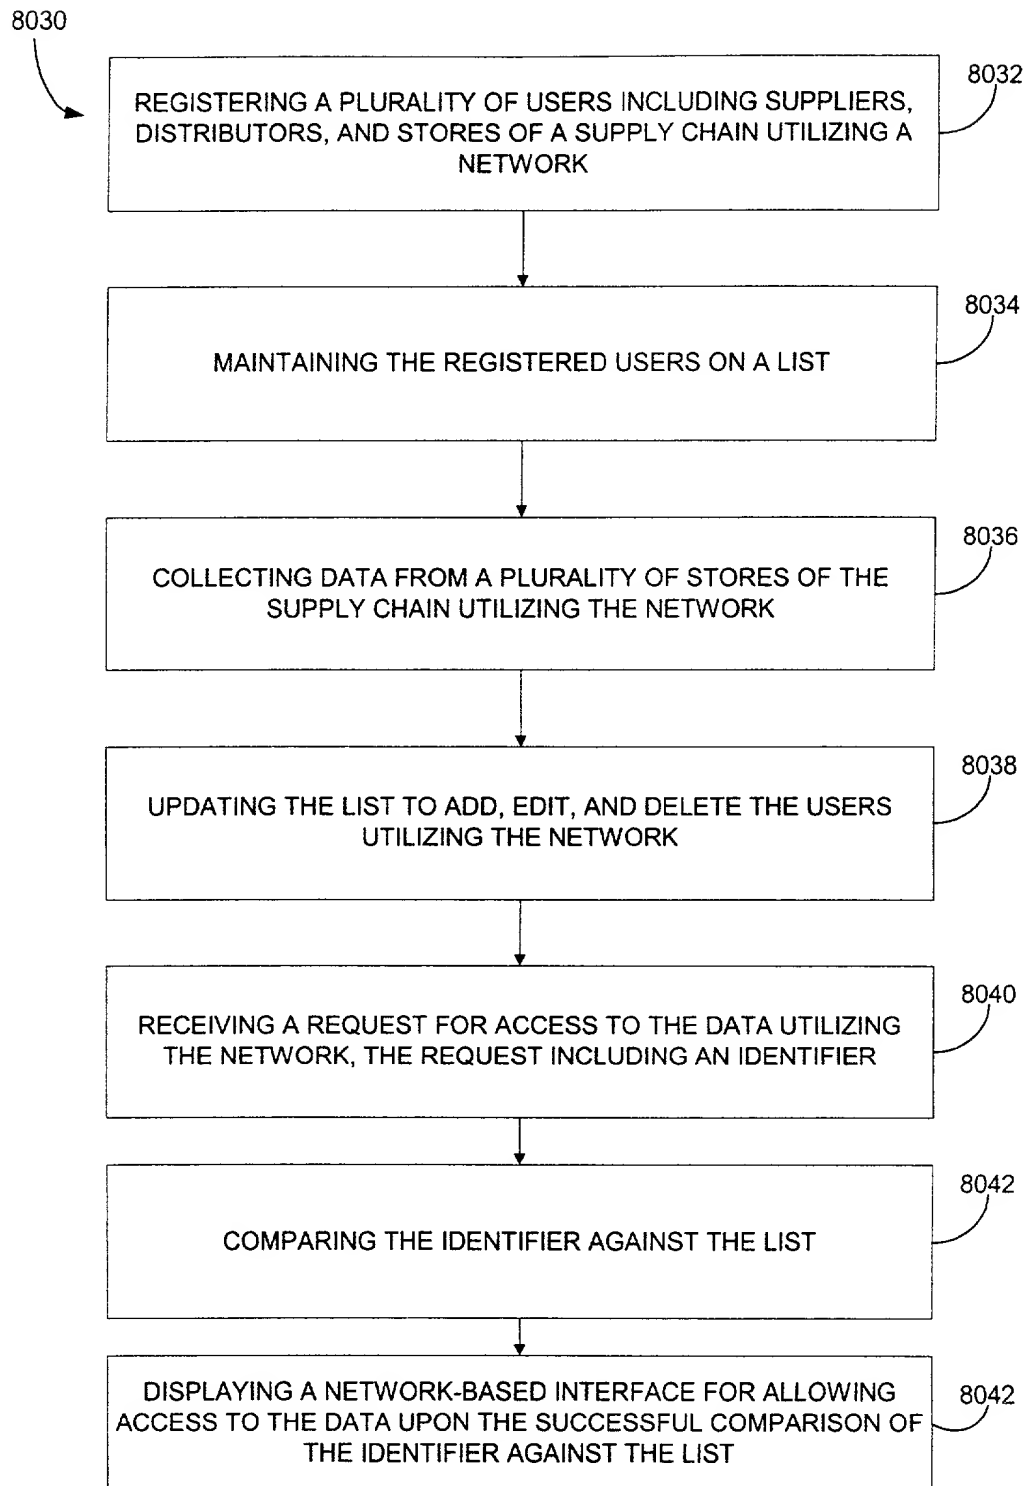 8030
8032
REGISTERING A PLURALITY OF USERS INCLUDING SUPPLIERS,
DISTRIBUTORS, AND STORES OF A SUPPLY CHAIN UTILIZING A
NETWORK
8034
MAINTAINING THE REGISTERED USERS ON A LIST
8036
COLLECTING DATA FROM A PLURALITY OF STORES OF THE
SUPPLY CHAIN UTILIZING THE NETWORK
8038
UPDATING THE LIST TO ADD, EDIT, AND DELETE THE USERS
UTILIZING THE NETWORK
8040
RECEIVING A REQUEST FOR ACCESS TO THE DATA UTILIZING
THE NETWORK, THE REQUEST INCLUDING AN IDENTIFIER
8042
COMPARING THE IDENTIFIER AGAINST THE LIST
8042
DISPLAYING A NETWORK-BASED INTERFACE FOR ALLOWING
ACCESS TO THE DATA UPON THE SUCCESSFUL COMPARISON OF
THE IDENTIFIER AGAINST THE LIST